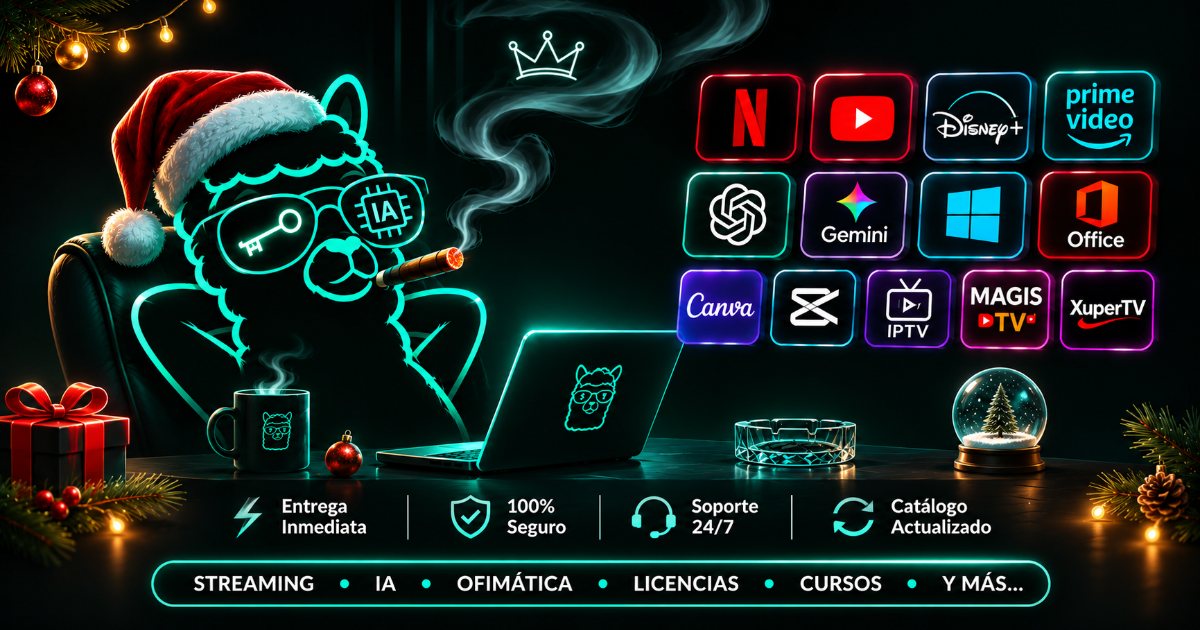 IA
N
Disney+
prime
video
Gemini
Office
Canva
IPTV
MAGIS
TV
XuperTV
Entrega
Inmediata
100%
Seguro
Soporte
24/7
Catálogo
Actualizado
STREAMING • IA • OFIMÁTICA • LICENCIAS • CURSOS • Y MÁS...